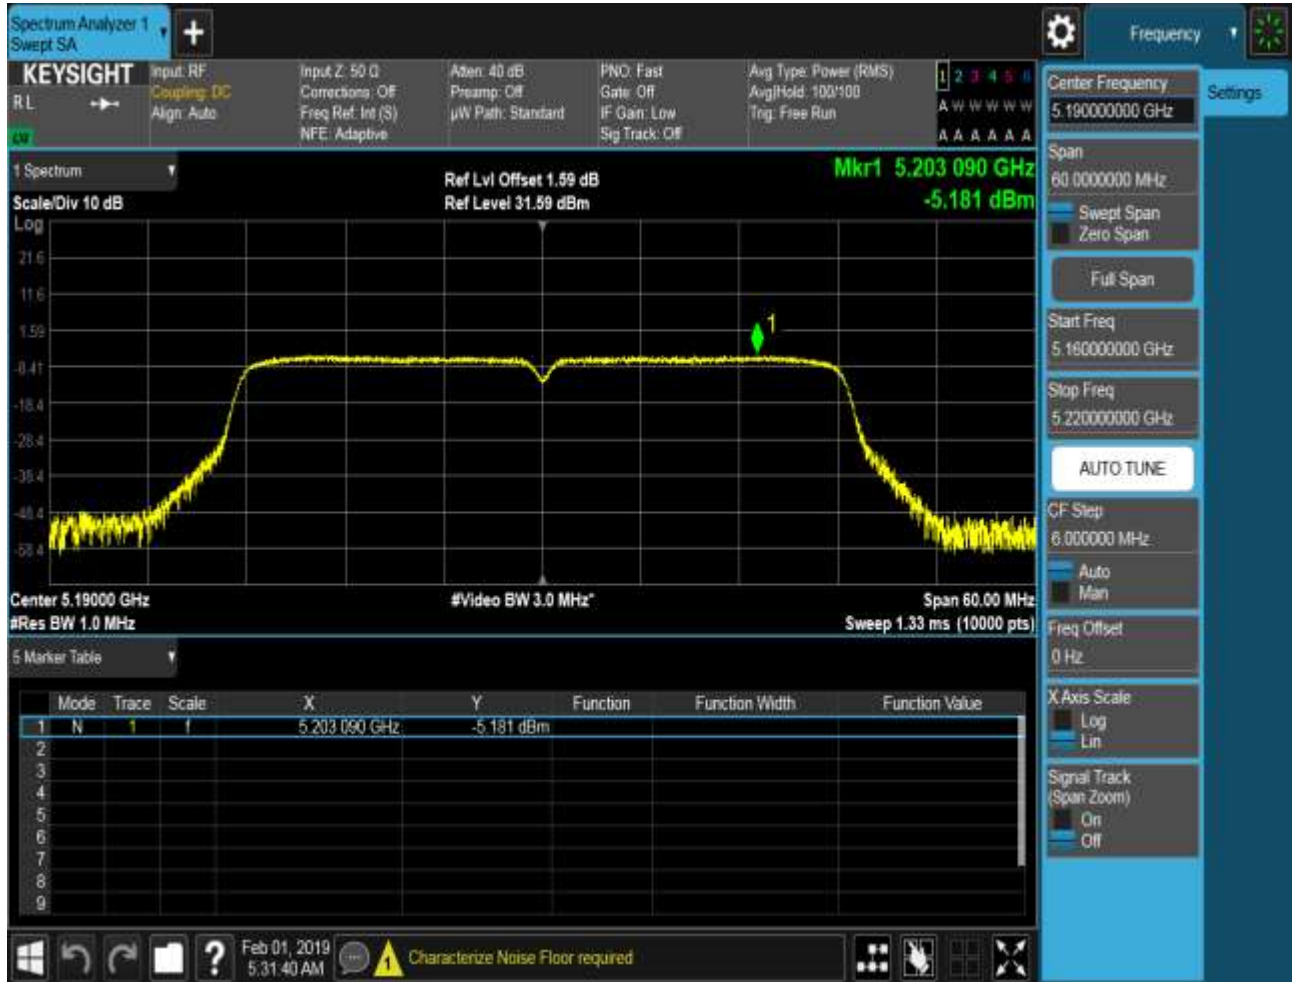 Spectrum Analyzer 1
Swept SA
+
Frequency
KEYSIGHT
R L
Input: RF
Coupling: DC
Align: Auto
Input Z: 50 Ω
Corrections: Off
Freq Ref: Int (S)
NFE: Adaptive
Atten: 40 dB
Preamp: Off
µW Path: Standard
PNO: Fast
Gate: Off
IF Gain: Low
Sig Track: Off
Avg Type: Power (RMS)
Avg|Hold: 100/100
Trig: Free Run
1 2 3 4 5 6
A W W W W W
A A A A A A
1 Spectrum
Scale/Div 10 dB
Log
Ref Lvl Offset 1.59 dB
Ref Level 31.59 dBm
Mkr1 5.203 090 GHz
-5.181 dBm
21.6
11.6
1.59
-8.41
-18.4
-28.4
-38.4
-48.4
-58.4
1
Center 5.19000 GHz
#Res BW 1.0 MHz
#Video BW 3.0 MHz*
Span 60.00 MHz
Sweep 1.33 ms (10000 pts)
5 Marker Table
Mode Trace Scale X Y Function Function Width Function Value
1 N 1 f 5.203 090 GHz -5.181 dBm
2
3
4
5
6
7
8
9
Center Frequency
5.190000000 GHz
Settings
Span
60.0000000 MHz
Swept Span
Zero Span
Full Span
Start Freq
5.160000000 GHz
Stop Freq
5.220000000 GHz
AUTO TUNE
CF Step
6.000000 MHz
Auto
Man
Freq Offset
0 Hz
X Axis Scale
Log
Lin
Signal Track
(Span Zoom)
On
Off
?
Feb 01, 2019
5:31:40 AM
1
Characterize Noise Floor required